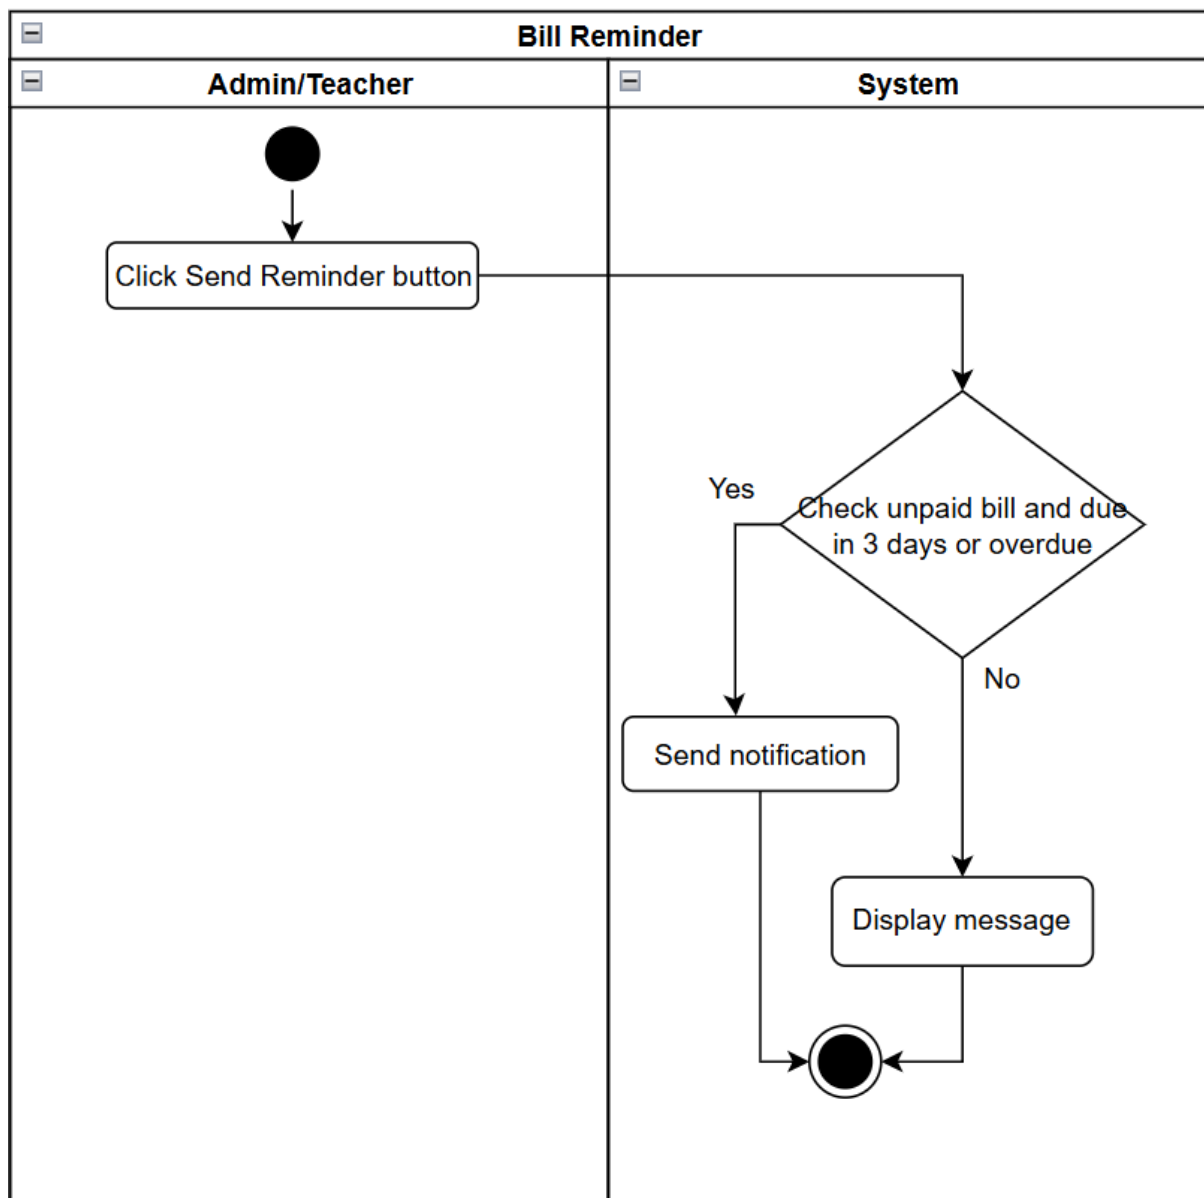 Bill Reminder
Admin/Teacher
System
Click Send Reminder button
Yes
Check unpaid bill and due
in 3 days or overdue
No
Send notification
Display message